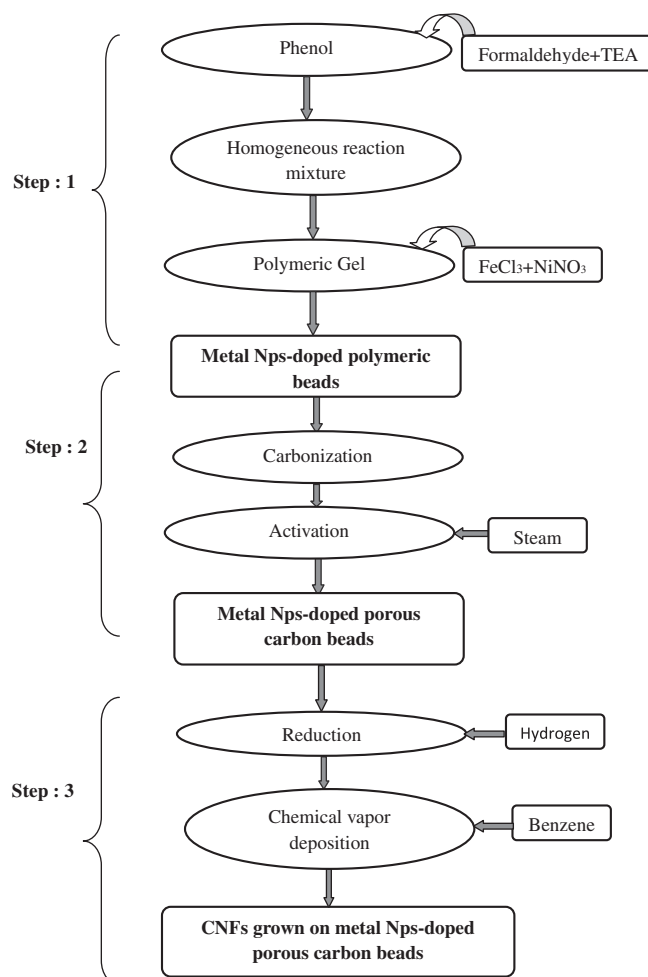 Phenol
Formaldehyde+TEA
Homogeneous reaction
mixture
Step : 1
Polymeric Gel
FeCl₃+NiNO₃
Metal Nps-doped polymeric
beads
Step : 2
Carbonization
Activation
Steam
Metal Nps-doped porous
carbon beads
Reduction
Hydrogen
Step : 3
Chemical vapor
deposition
Benzene
CNFs grown on metal Nps-doped
porous carbon beads